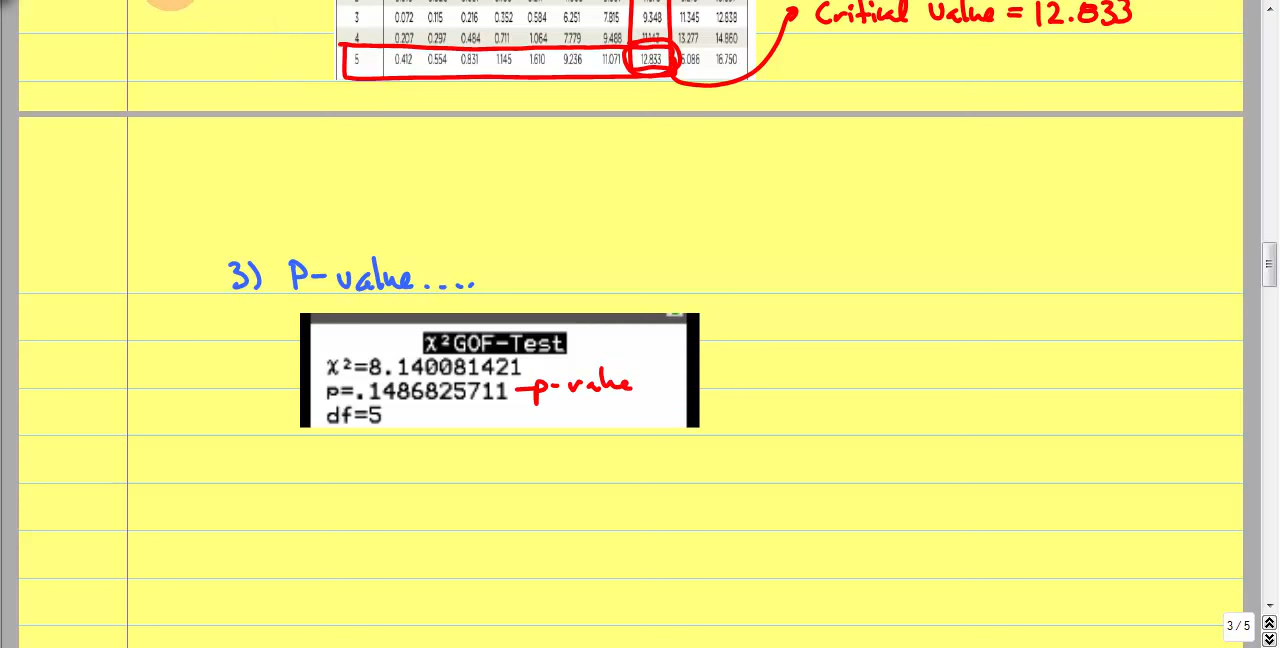 3 0.072 0.115 0.216 0.352 0.584 6.251 7.815 9.348 11.345 12.838
Critical Value = 12.833
4 0.207 0.297 0.484 0.711 1.064 7.779 9.488 13.277 14.860
5 0.412 0.554 0.831 1.145 1.610 9.236 11.071 12.833 5.086 16.750
3) P-value....
χ²GOF-Test
χ²=8.140081421
p=.1486825711 - p-value
df=5
3 / 5